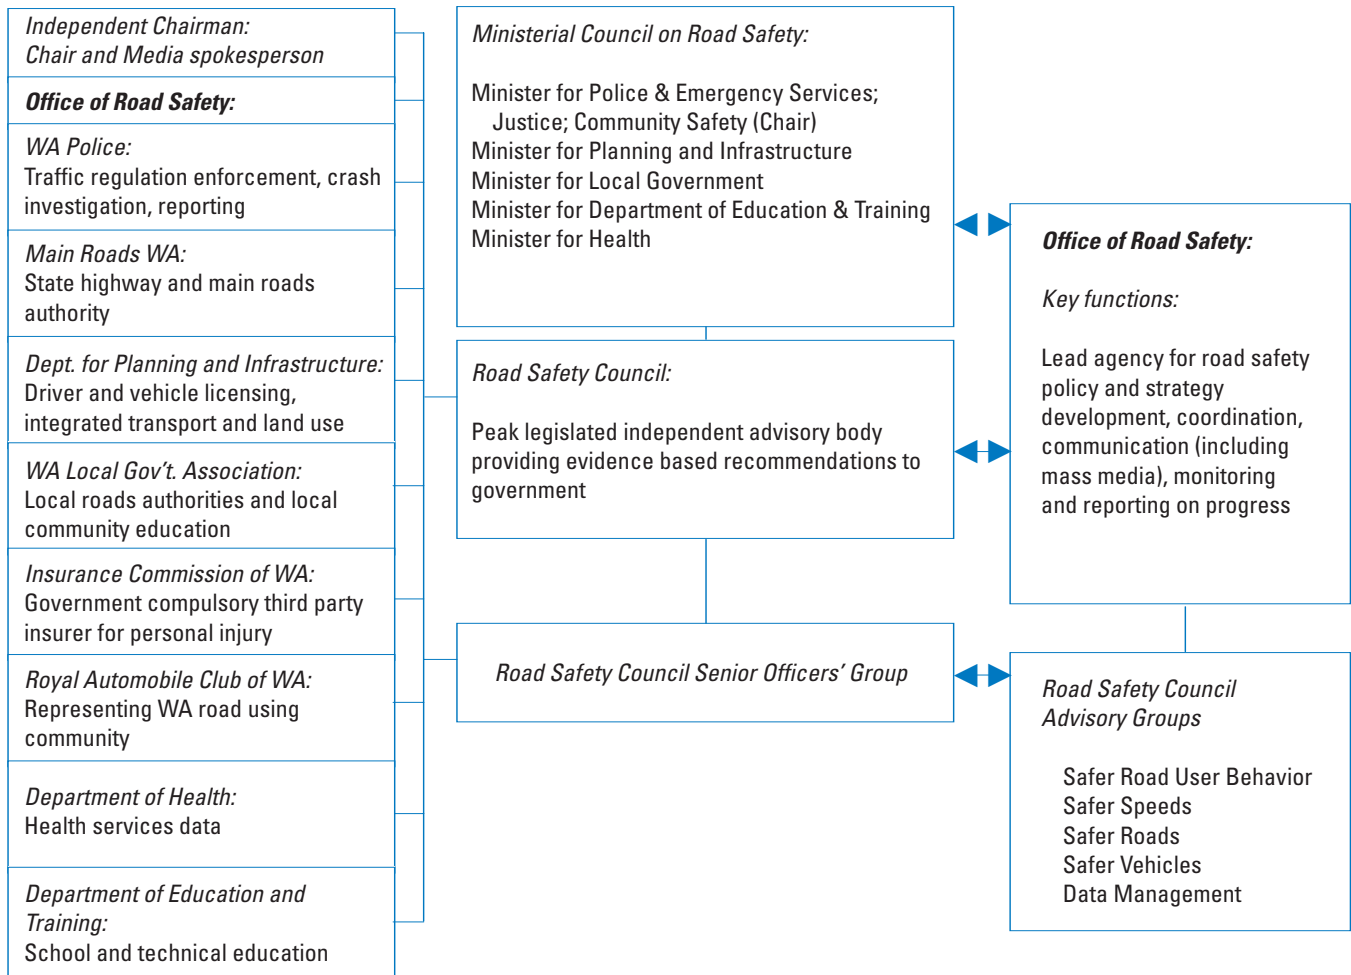 Independent Chairman:
Chair and Media spokesperson
Office of Road Safety:
WA Police:
Traffic regulation enforcement, crash
investigation, reporting
Main Roads WA:
State highway and main roads
authority
Dept. for Planning and Infrastructure:
Driver and vehicle licensing,
integrated transport and land use
WA Local Gov't. Association:
Local roads authorities and local
community education
Insurance Commission of WA:
Government compulsory third party
insurer for personal injury
Royal Automobile Club of WA:
Representing WA road using
community
Department of Health:
Health services data
Department of Education and
Training:
School and technical education
Ministerial Council on Road Safety:
Minister for Police & Emergency Services;
Justice; Community Safety (Chair)
Minister for Planning and Infrastructure
Minister for Local Government
Minister for Department of Education & Training
Minister for Health
Road Safety Council:
Peak legislated independent advisory body
providing evidence based recommendations to
government
Road Safety Council Senior Officers' Group
Office of Road Safety:
Key functions:
Lead agency for road safety
policy and strategy
development, coordination,
communication (including
mass media), monitoring
and reporting on progress
Road Safety Council
Advisory Groups
Safer Road User Behavior
Safer Speeds
Safer Roads
Safer Vehicles
Data Management